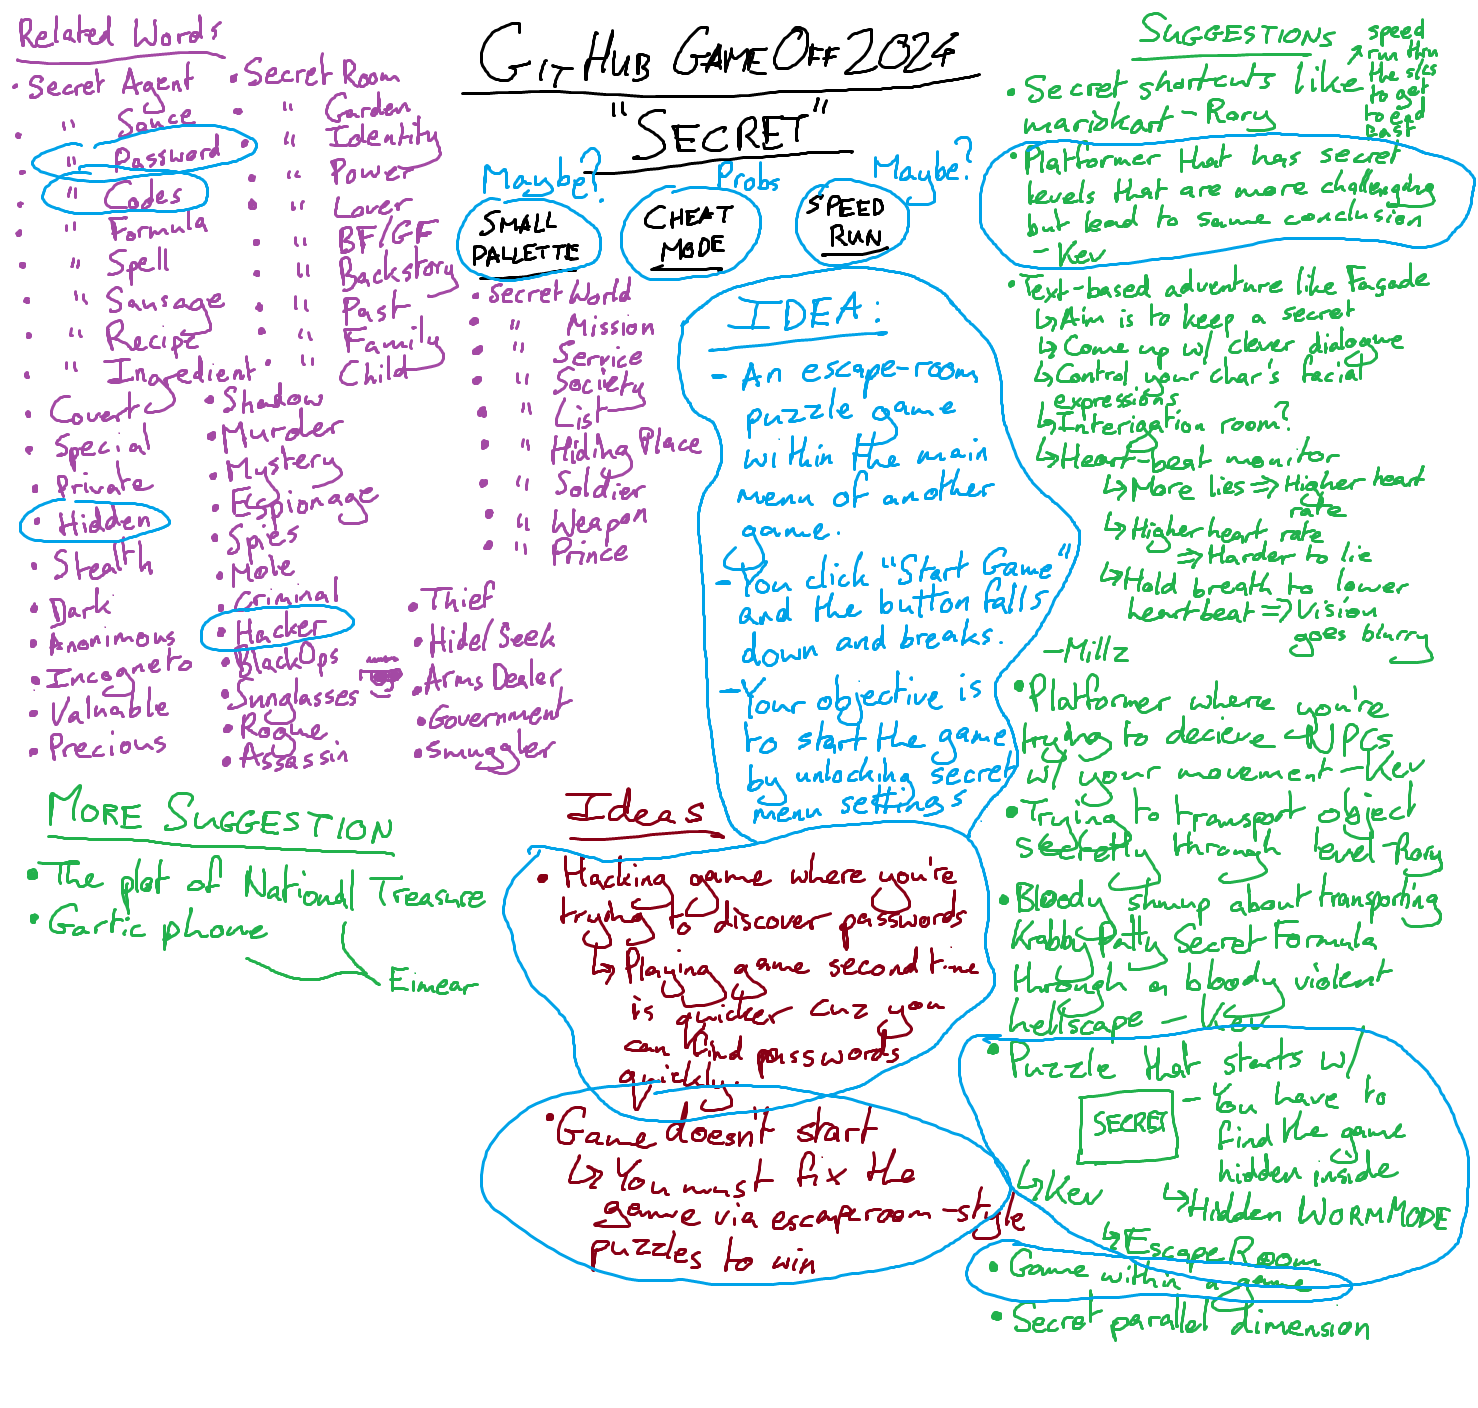 GitHub Game Off 2024
"Secret"
Maybe?
Probs
Maybe?
Small
Pallette
Cheat
Mode
Speed
Run
Related Words
• Secret Agent
" Sauce
" Password
" Codes
" Formula
" Spell
" Sausage
" Recipe
" Ingredient
• Covert
• Special
• Private
• Hidden
• Stealth
• Dark
• Anonimous
• Incogneto
• Valuable
• Precious
• Secret Room
" Garden
" Identity
" Power
" Lover
" BF/GF
" Backstory
" Past
" Family
" Child
• Shadow
• Murder
• Mystery
• Espionage
• Spies
• Mole
• Criminal
• Hacker
• BlackOps
• Sunglasses
• Rogue
• Assassin
• Secret World
" Mission
" Service
" Society
" List
" Hiding Place
" Soldier
" Weapon
" Prince
• Thief
• Hide/Seek
• Arms Dealer
• Government
• Smuggler
IDEA:
- An escape-room
puzzle game
within the main
menu of another
game.
- You click "Start Game"
and the button falls
down and breaks.
- Your objective is
to start the game
by unlocking secret
menu settings
Ideas
• Hacking game where you're
trying to discover passwords
↳ Playing game second time
is quicker cuz you
can find passwords
quickly.
• Game doesn't start
↳ You must fix the
game via escaperoom-style
puzzles to win
More Suggestion
• The plot of National Treasure
• Gartic phone
Eimear
Suggestions
• Secret shortcuts like
mariokart - Rory
↗ speed
run thru
the s/cs
to get
to end
East
• Platformer that has secret
levels that are more challenging
but lead to same conclusion
- Kev
• Text-based adventure like Façade
↳ Aim is to keep a secret
↳ Come up w/ clever dialogue
↳ Control your char's facial
expressions
↳ Interigation room?
↳ Heart-beat monitor
↳ More lies => Higher heart
rate
↳ Higher heart rate
=> Harder to lie
↳ Hold breath to lower
heartbeat => Vision
goes blurry
- Millz
• Platformer where you're
trying to decieve NPCs
w/ your movement - Kev
• Trying to transport object
secretly through level - Rory
• Bloody shmup about transporting
Krabby Patty Secret Formula
through a bloody violent
hellscape - Kev
• Puzzle that starts w/
SECRET
- You have to
find the game
hidden inside
↳ Kev
↳ Hidden WORMMODE
↳ Escape Room
• Game within a game
• Secret parallel dimension